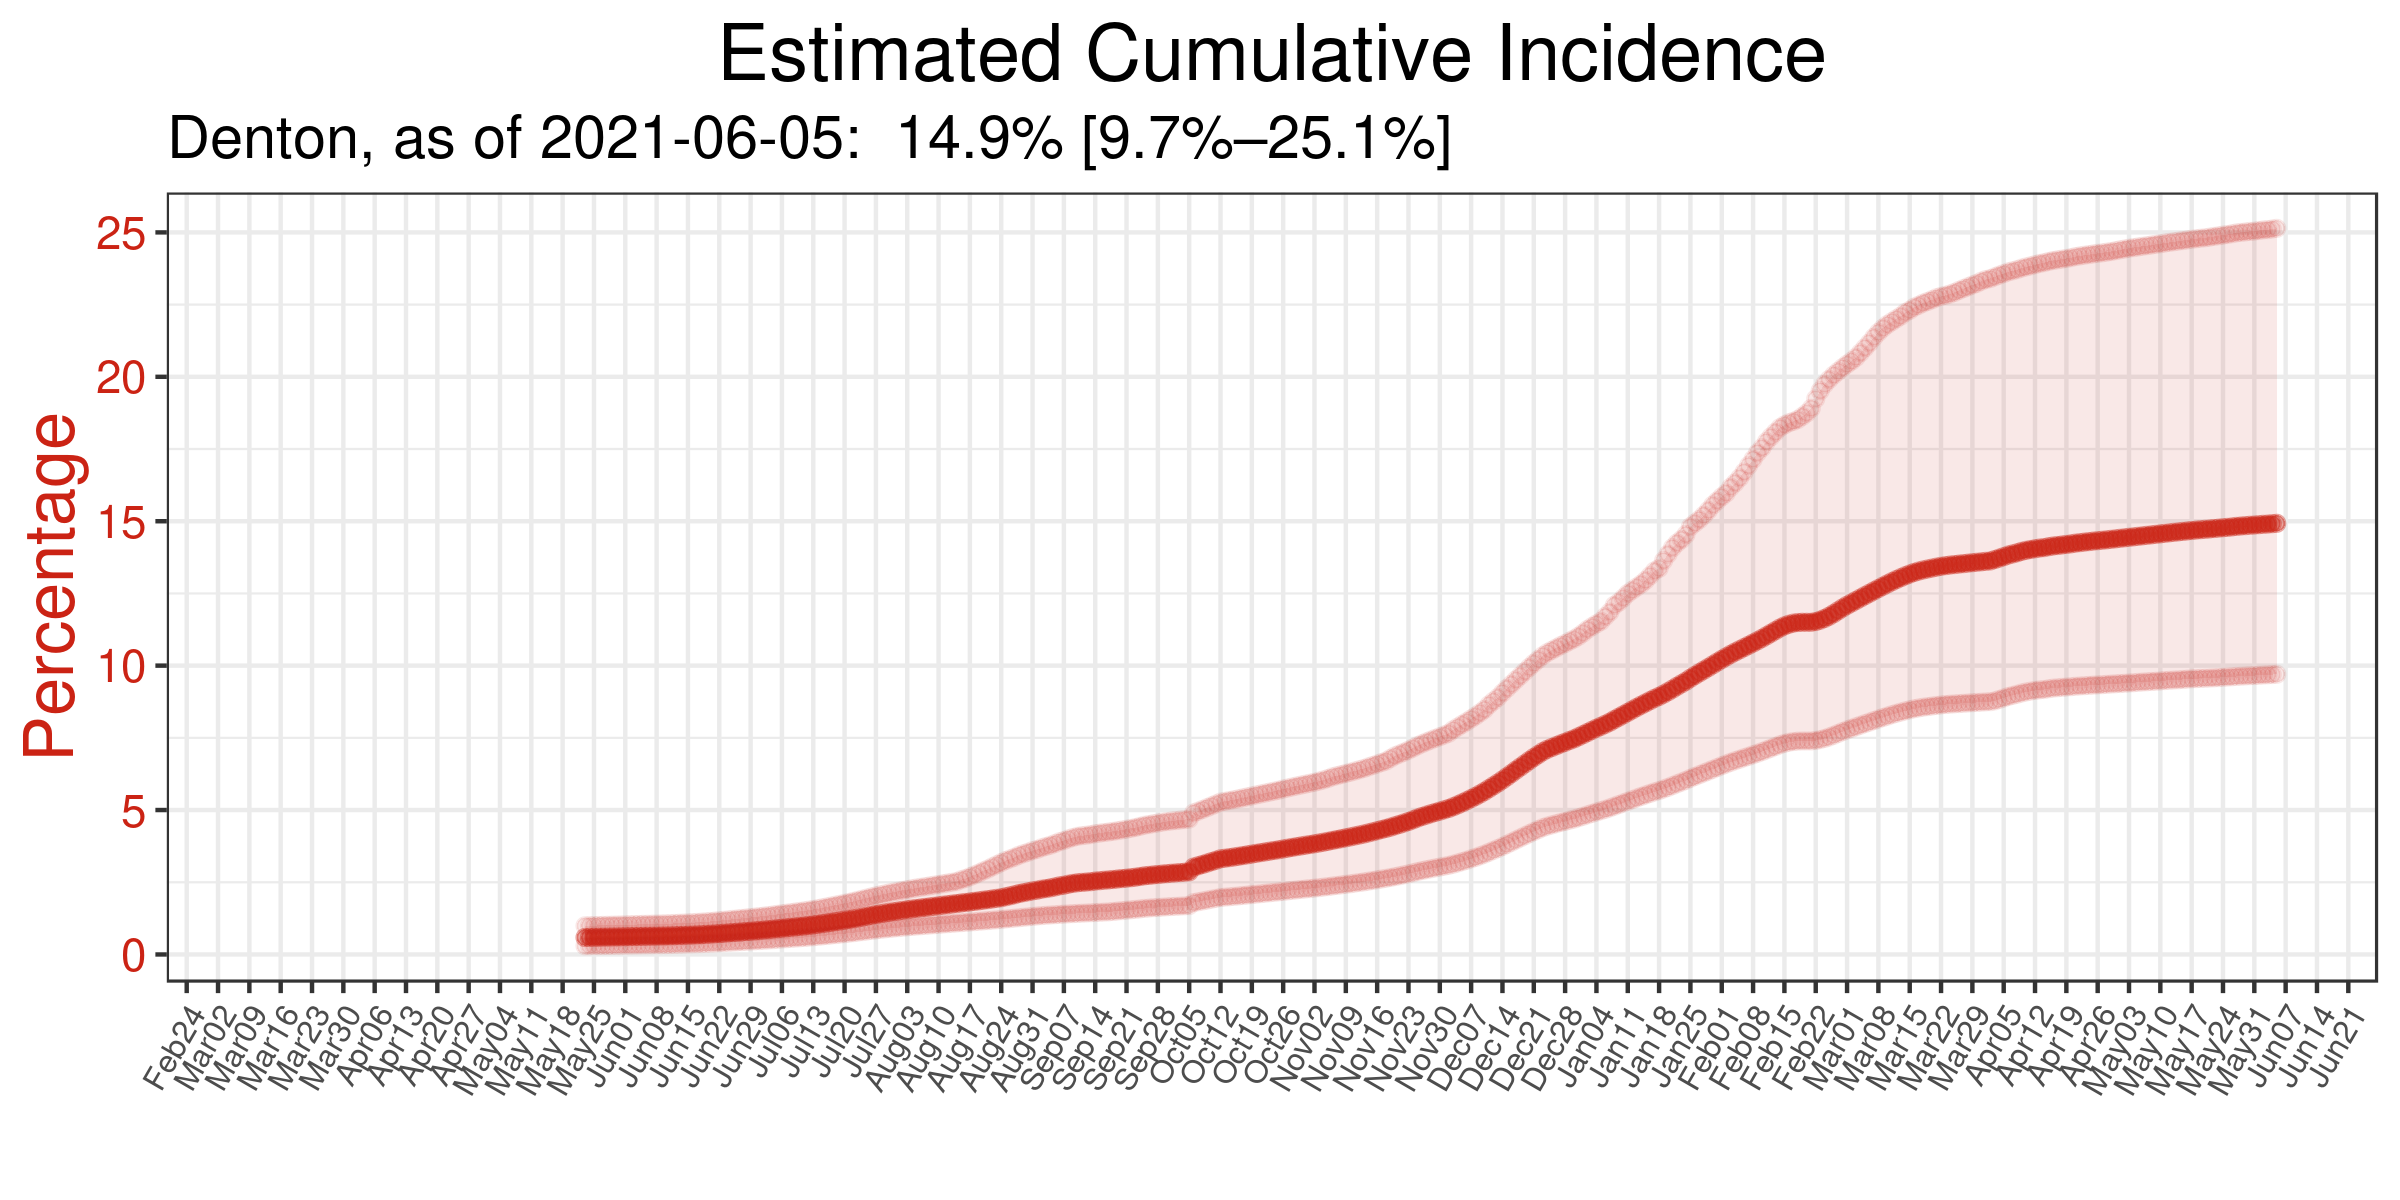 Estimated Cumulative Incidence
Denton, as of 2021-06-05:  14.9% [9.7%–25.1%]
Percentage
25
20
15
10
5
0
Feb24
Mar02
Mar09
Mar16
Mar23
Mar30
Apr06
Apr13
Apr20
Apr27
May04
May11
May18
May25
Jun01
Jun08
Jun15
Jun22
Jun29
Jul06
Jul13
Jul20
Jul27
Aug03
Aug10
Aug17
Aug24
Aug31
Sep07
Sep14
Sep21
Sep28
Oct05
Oct12
Oct19
Oct26
Nov02
Nov09
Nov16
Nov23
Nov30
Dec07
Dec14
Dec21
Dec28
Jan04
Jan11
Jan18
Jan25
Feb01
Feb08
Feb15
Feb22
Mar01
Mar08
Mar15
Mar22
Mar29
Apr05
Apr12
Apr19
Apr26
May03
May10
May17
May24
May31
Jun07
Jun14
Jun21